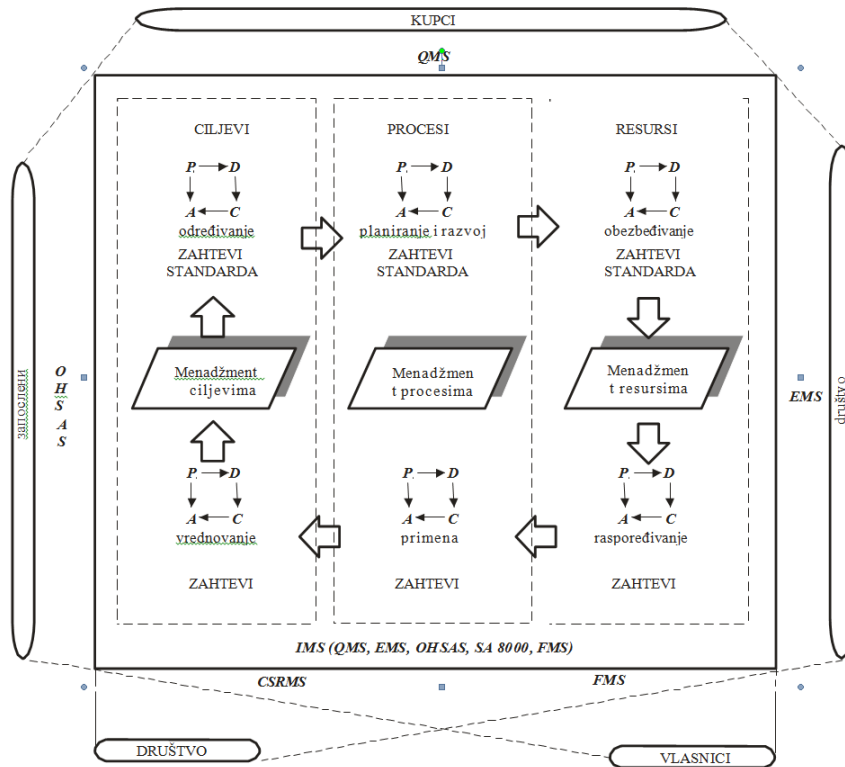 KUPCI
QMS
CILJEVI
PROCESI
RESURSI
P. D
A C
određivanje
ZAHTEVI
STANDARDA
P. D
A C
planiranje i razvoj
ZAHTEVI
STANDARDA
P. D
A C
obezbeđivanje
ZAHTEVI
STANDARDA
запослени
O
H
S A
S
Menadžment
ciljevima
Menadžmen
t procesima
Menadžmen
t resursima
EMS
društvo
P. D
A C
vrednovanje
ZAHTEVI
P. D
A C
primena
ZAHTEVI
P. D
A C
raspoređivanje
ZAHTEVI
IMS (QMS, EMS, OHSAS, SA 8000, FMS)
CSRMS
FMS
DRUŠTVO
VLASNICI